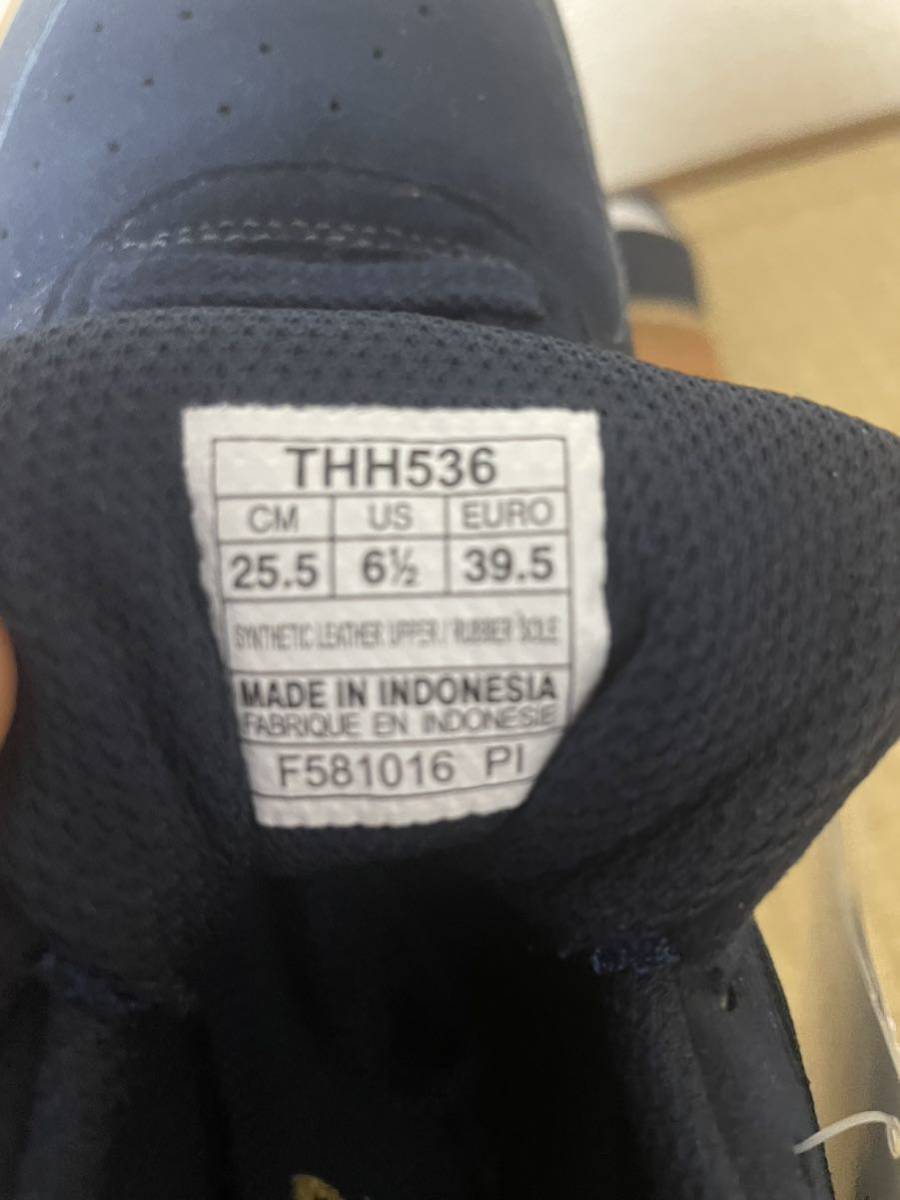 THH536
CM US EURO
25.5 6½ 39.5
SYNTHETIC LEATHER UPPER / RUBBER SOLE
MADE IN INDONESIA
FABRIQUE EN INDONESIE
F581016 PI